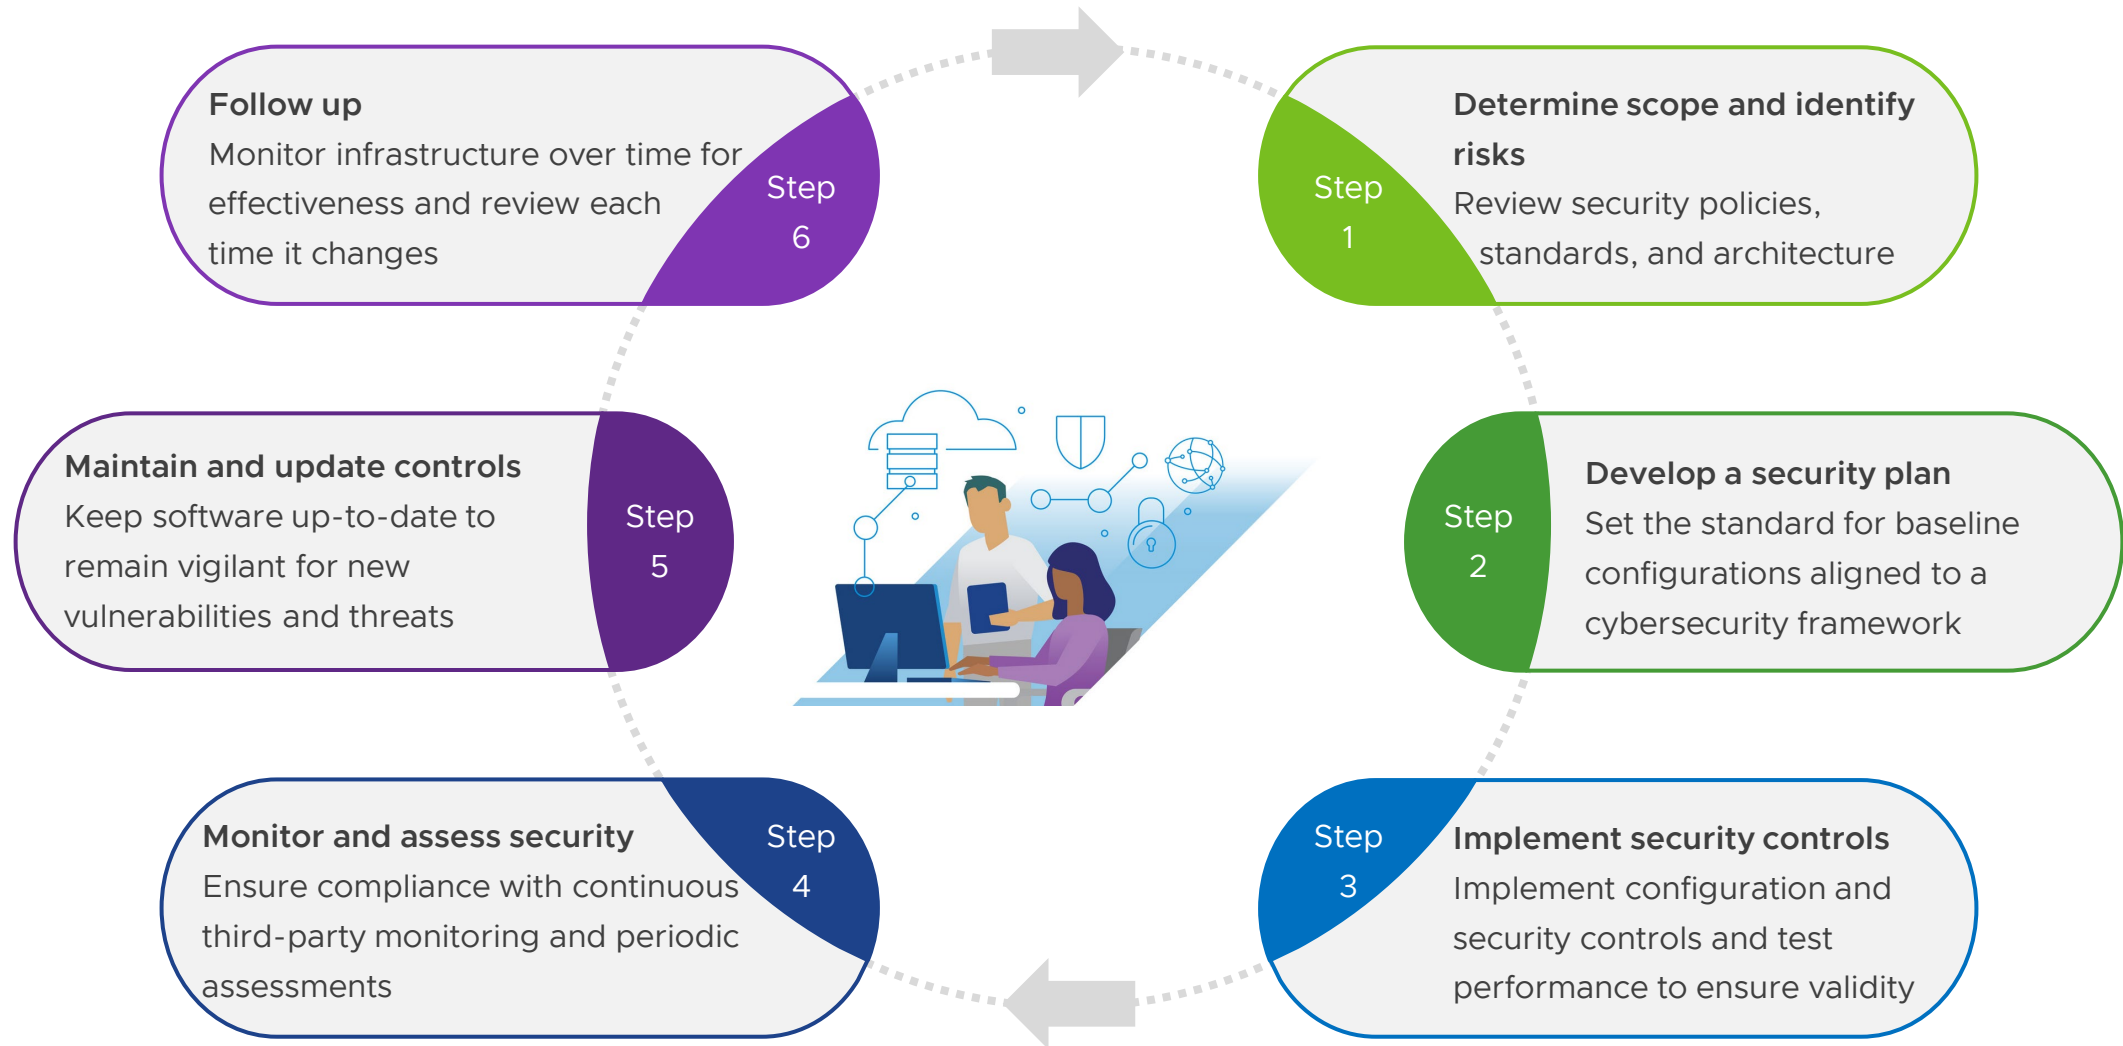 Step
1
Determine scope and identify
risks
Review security policies,
standards, and architecture
Step
2
Develop a security plan
Set the standard for baseline
configurations aligned to a
cybersecurity framework
Step
3
Implement security controls
Implement configuration and
security controls and test
performance to ensure validity
Step
4
Monitor and assess security
Ensure compliance with continuous
third-party monitoring and periodic
assessments
Step
5
Maintain and update controls
Keep software up-to-date to
remain vigilant for new
vulnerabilities and threats
Step
6
Follow up
Monitor infrastructure over time for
effectiveness and review each
time it changes